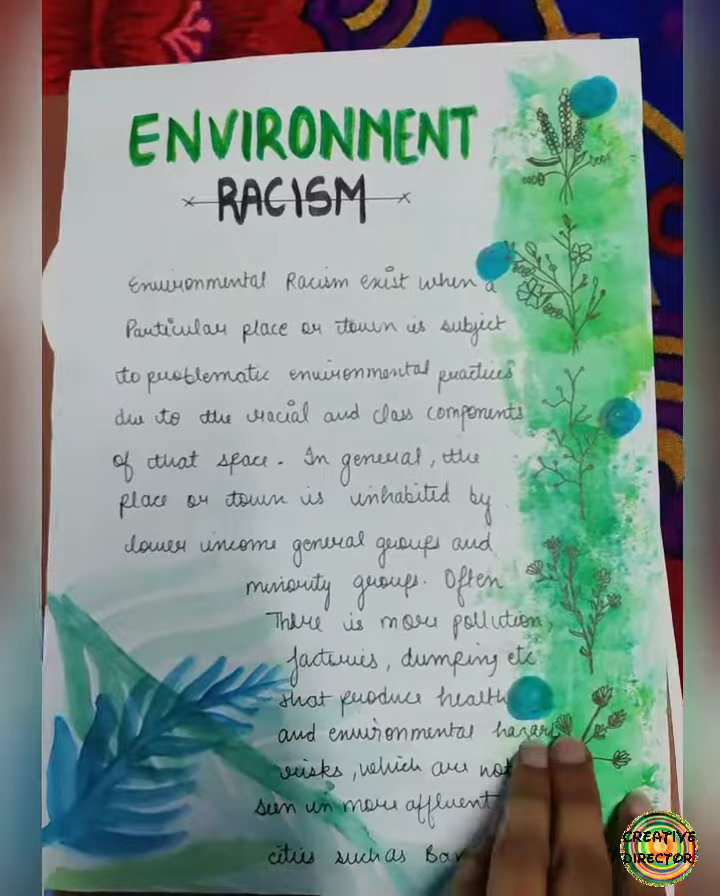 ENVIRONMENT
RACISM
Environmental Racism exist when a
Particular place or town is subject
to problematic environmental practices
due to the racial and class components
of that space. In general, the
place or town is inhabited by
lower income general groups and
minority groups. Often
There is more pollution,
factories, dumping etc
that produce health
and environmental hazard
risks, which are not
seen in more affluent
cities such as
CREATIVE
DIRECTOR